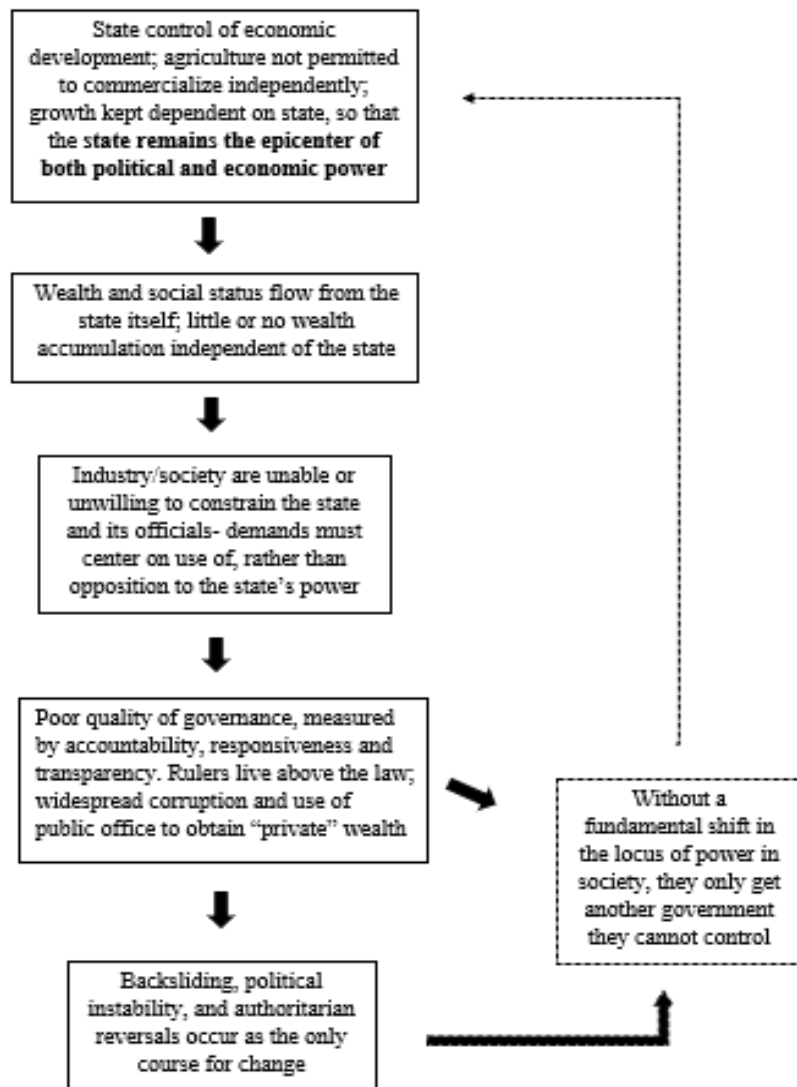 State control of economic
development; agriculture not permitted
to commercialize independently;
growth kept dependent on state, so that
the state remains the epicenter of
both political and economic power
Wealth and social status flow from the
state itself; little or no wealth
accumulation independent of the state
Industry/society are unable or
unwilling to constrain the state
and its officials- demands must
center on use of, rather than
opposition to the state's power
Poor quality of governance, measured
by accountability, responsiveness and
transparency. Rulers live above the law;
widespread corruption and use of
public office to obtain “private” wealth
Without a
fundamental shift in
the locus of power in
society, they only get
another government
they cannot control
Backsliding, political
instability, and authoritarian
reversals occur as the only
course for change